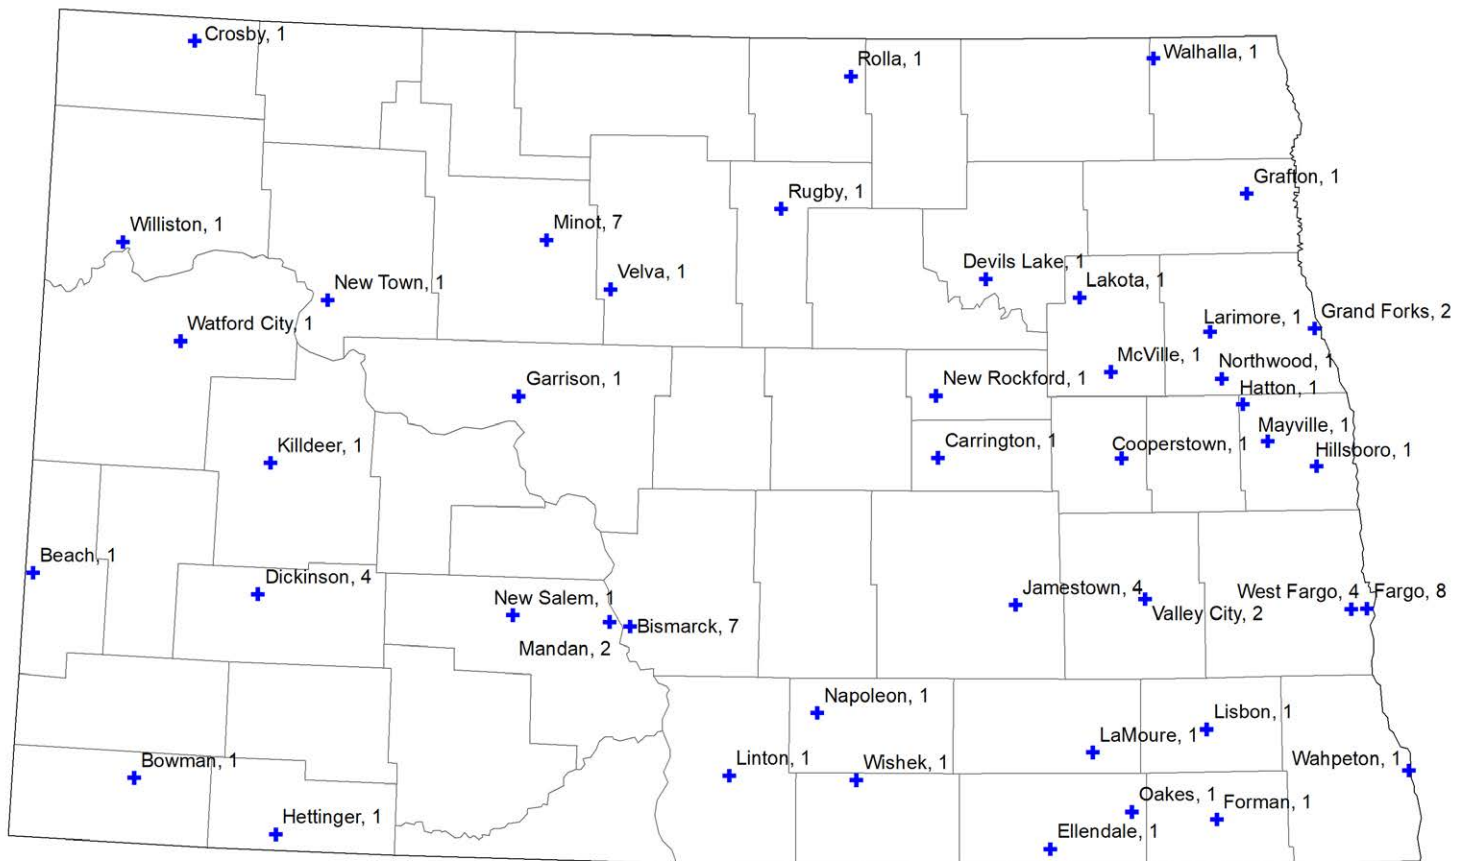 Crosby, 1
Rolla, 1
Walhalla, 1
Grafton, 1
Rugby, 1
Minot, 7
Williston, 1
Devils Lake, 1
Velva, 1
Lakota, 1
New Town, 1
Grand Forks, 2
Larimore, 1
Watford City, 1
McVille, 1
Northwood, 1
New Rockford, 1
Garrison, 1
Hatton, 1
Mayville, 1
Carrington, 1
Cooperstown, 1
Killdeer, 1
Hillsboro, 1
Beach, 1
Dickinson, 4
Jamestown, 4
West Fargo, 4
Fargo, 8
New Salem, 1
Valley City, 2
Bismarck, 7
Mandan, 2
Napoleon, 1
Lisbon, 1
LaMoure, 1
Linton, 1
Wahpeton, 1
Bowman, 1
Wishek, 1
Oakes, 1
Forman, 1
Hettinger, 1
Ellendale, 1